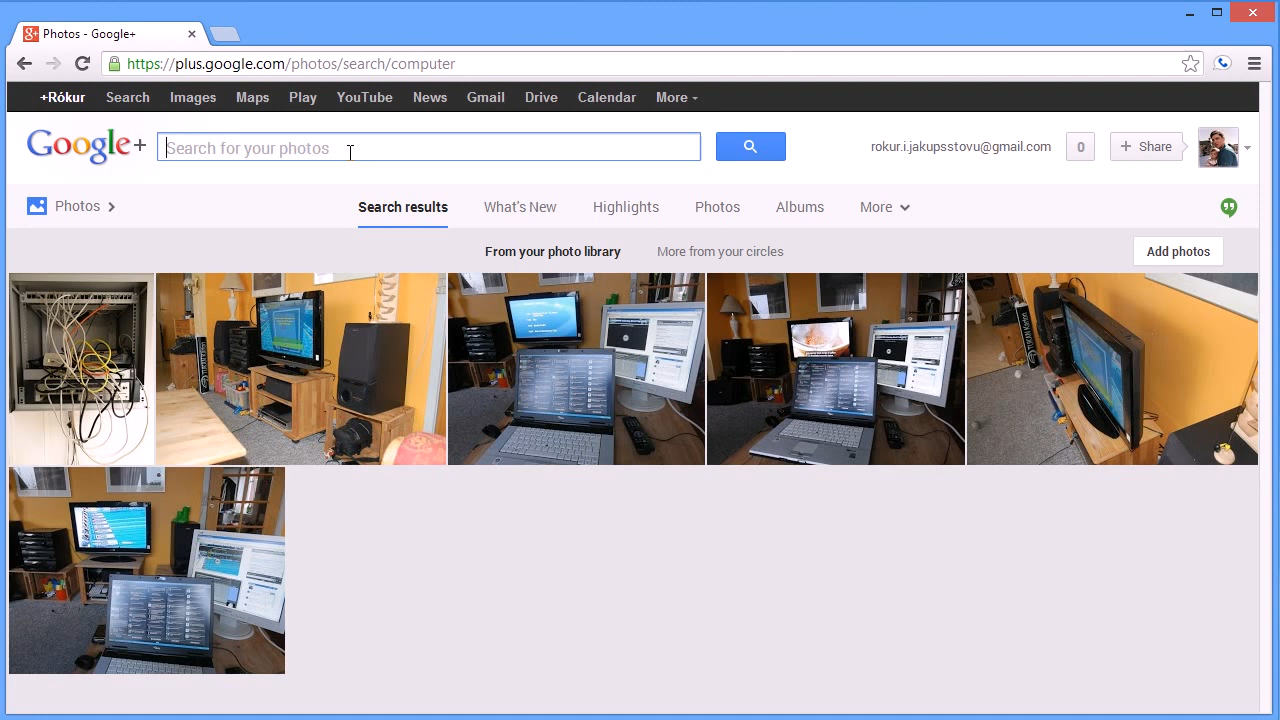 Photos - Google+
https://plus.google.com/photos/search/computer
+Rókur Search Images Maps Play YouTube News Gmail Drive Calendar More
Google+ Search for your photos rokur.i.jakupsstovu@gmail.com 0 + Share
Photos Search results What's New Highlights Photos Albums More
From your photo library More from your circles Add photos